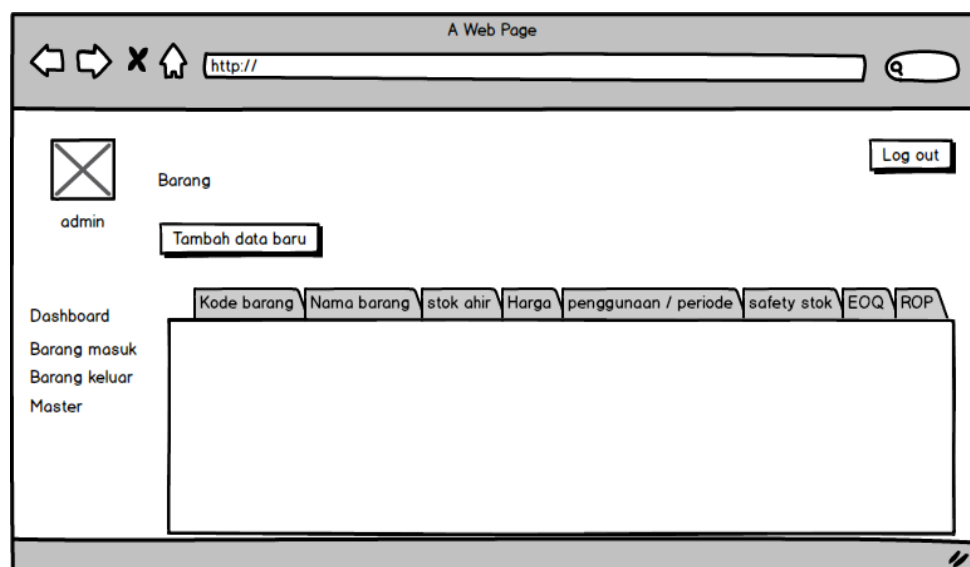 A Web Page
http://
Log out
Barang
admin
Tambah data baru
Kode barang Nama barang stok ahir Harga penggunaan / periode safety stok EOQ ROP
Dashboard
Barang masuk
Barang keluar
Master